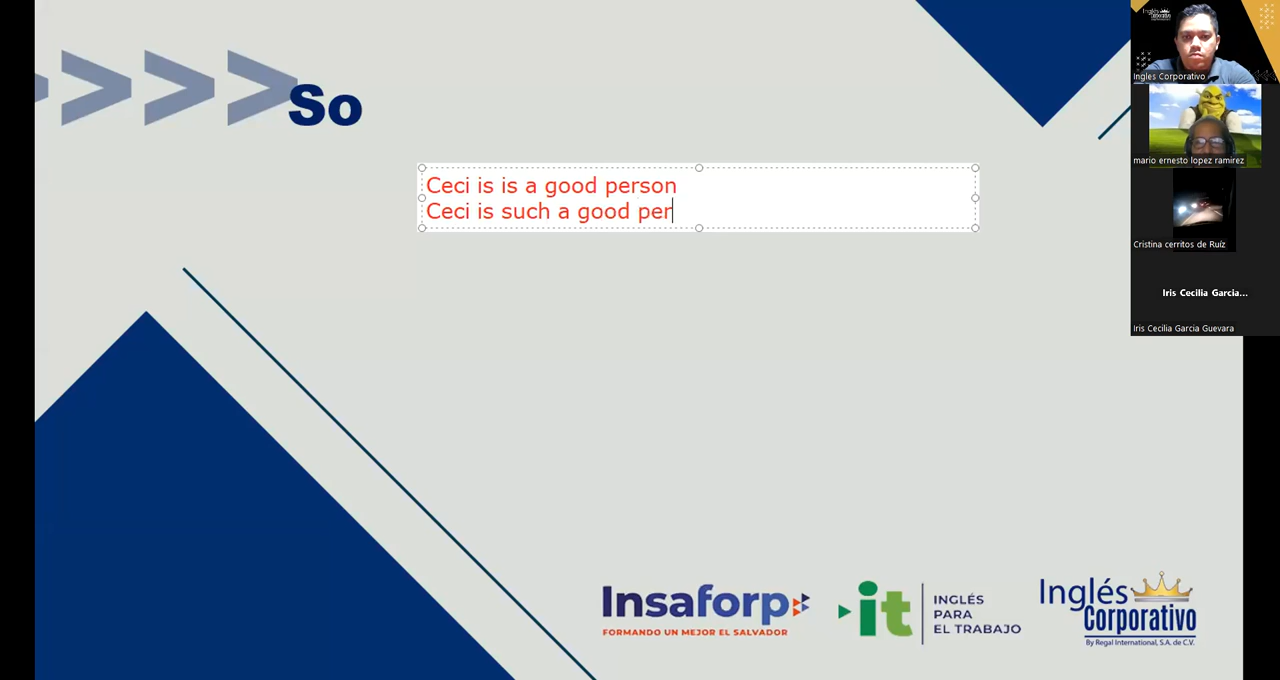 So
Ceci is is a good person
Ceci is such a good per
Insaforp
FORMANDO UN MEJOR EL SALVADOR
it
INGLÉS
PARA
EL TRABAJO
Inglés
Corporativo
By Regal International, S.A. de C.V.
Inglés
Corporativo
Ingles Corporativo
mario ernesto lopez ramirez
Cristina cerritos de Ruíz
Iris Cecilia Garcia...
Iris Cecilia Garcia Guevara